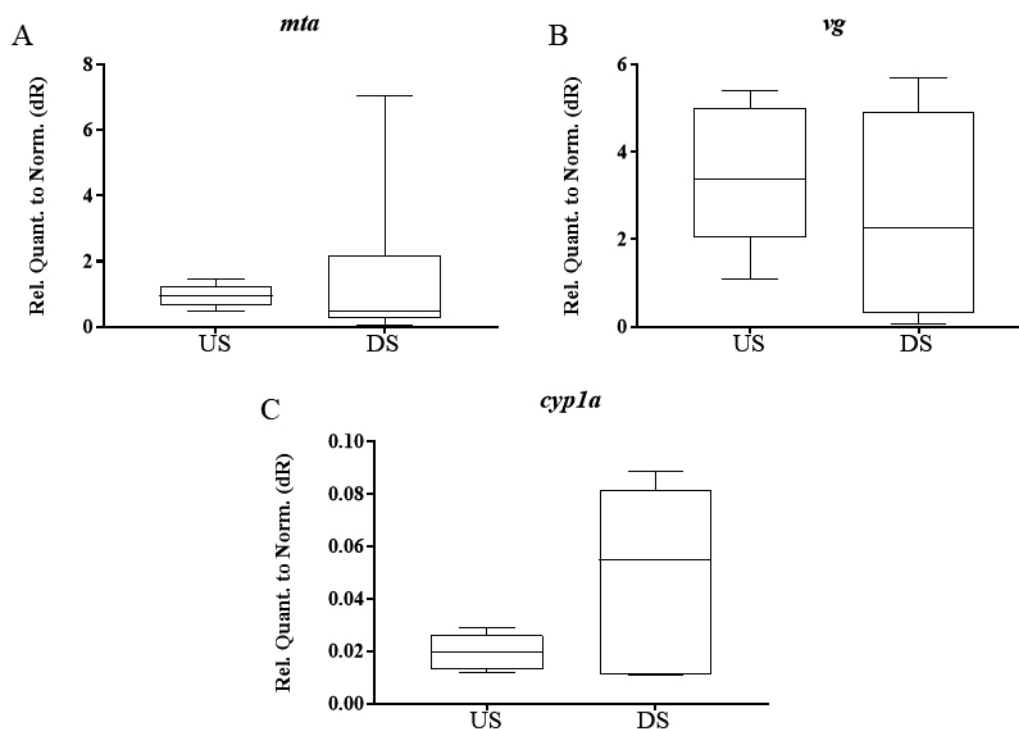 A
mta
Rel. Quant. to Norm. (dR)
8
6
4
2
0
US
DS
B
vg
Rel. Quant. to Norm. (dR)
6
4
2
0
US
DS
C
cyp1a
Rel. Quant. to Norm. (dR)
0.10
0.08
0.06
0.04
0.02
0.00
US
DS